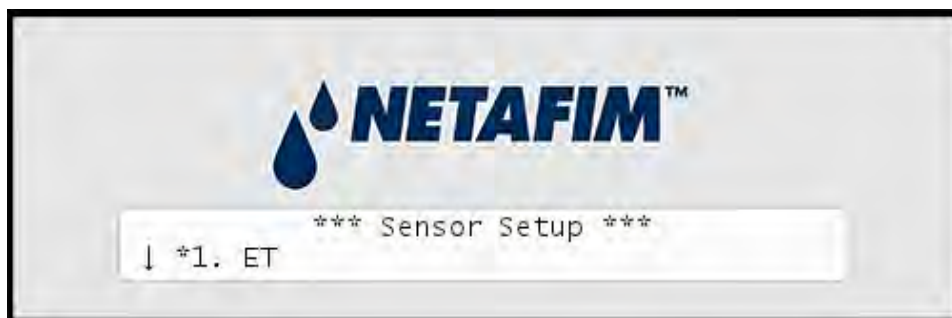 NETAFIM™
*** Sensor Setup ***
↓ *1. ET